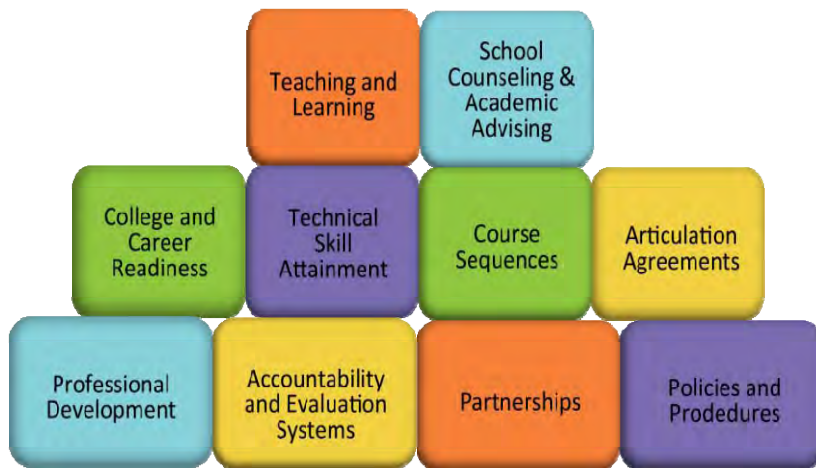 Teaching and
Learning
School
Counseling &
Academic
Advising
College and
Career
Readiness
Technical
Skill
Attainment
Course
Sequences
Articulation
Agreements
Professional
Development
Accountability
and Evaluation
Systems
Partnerships
Policies and
Prodedures